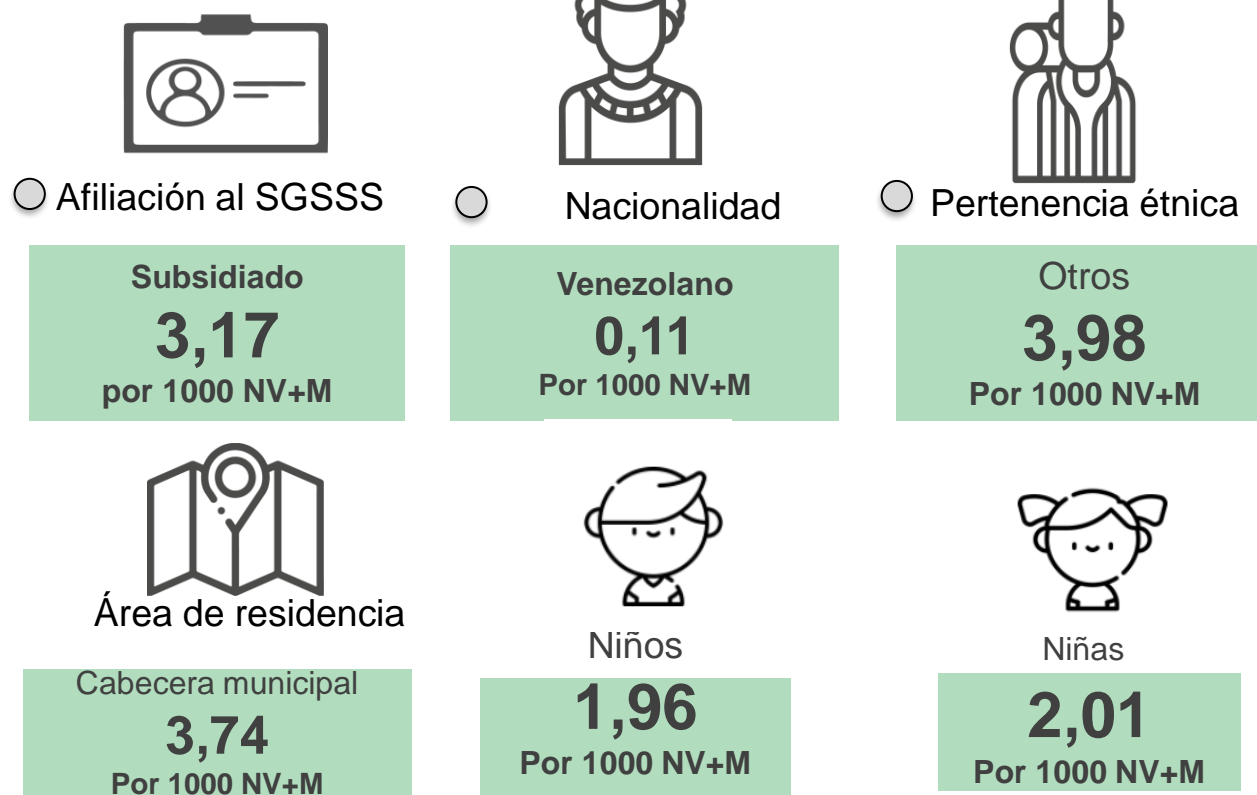 Afiliación al SGSSS
Subsidiado
3,17
por 1000 NV+M
Nacionalidad
Venezolano
0,11
Por 1000 NV+M
Pertenencia étnica
Otros
3,98
Por 1000 NV+M
Área de residencia
Cabecera municipal
3,74
Por 1000 NV+M
Niños
1,96
Por 1000 NV+M
Niñas
2,01
Por 1000 NV+M